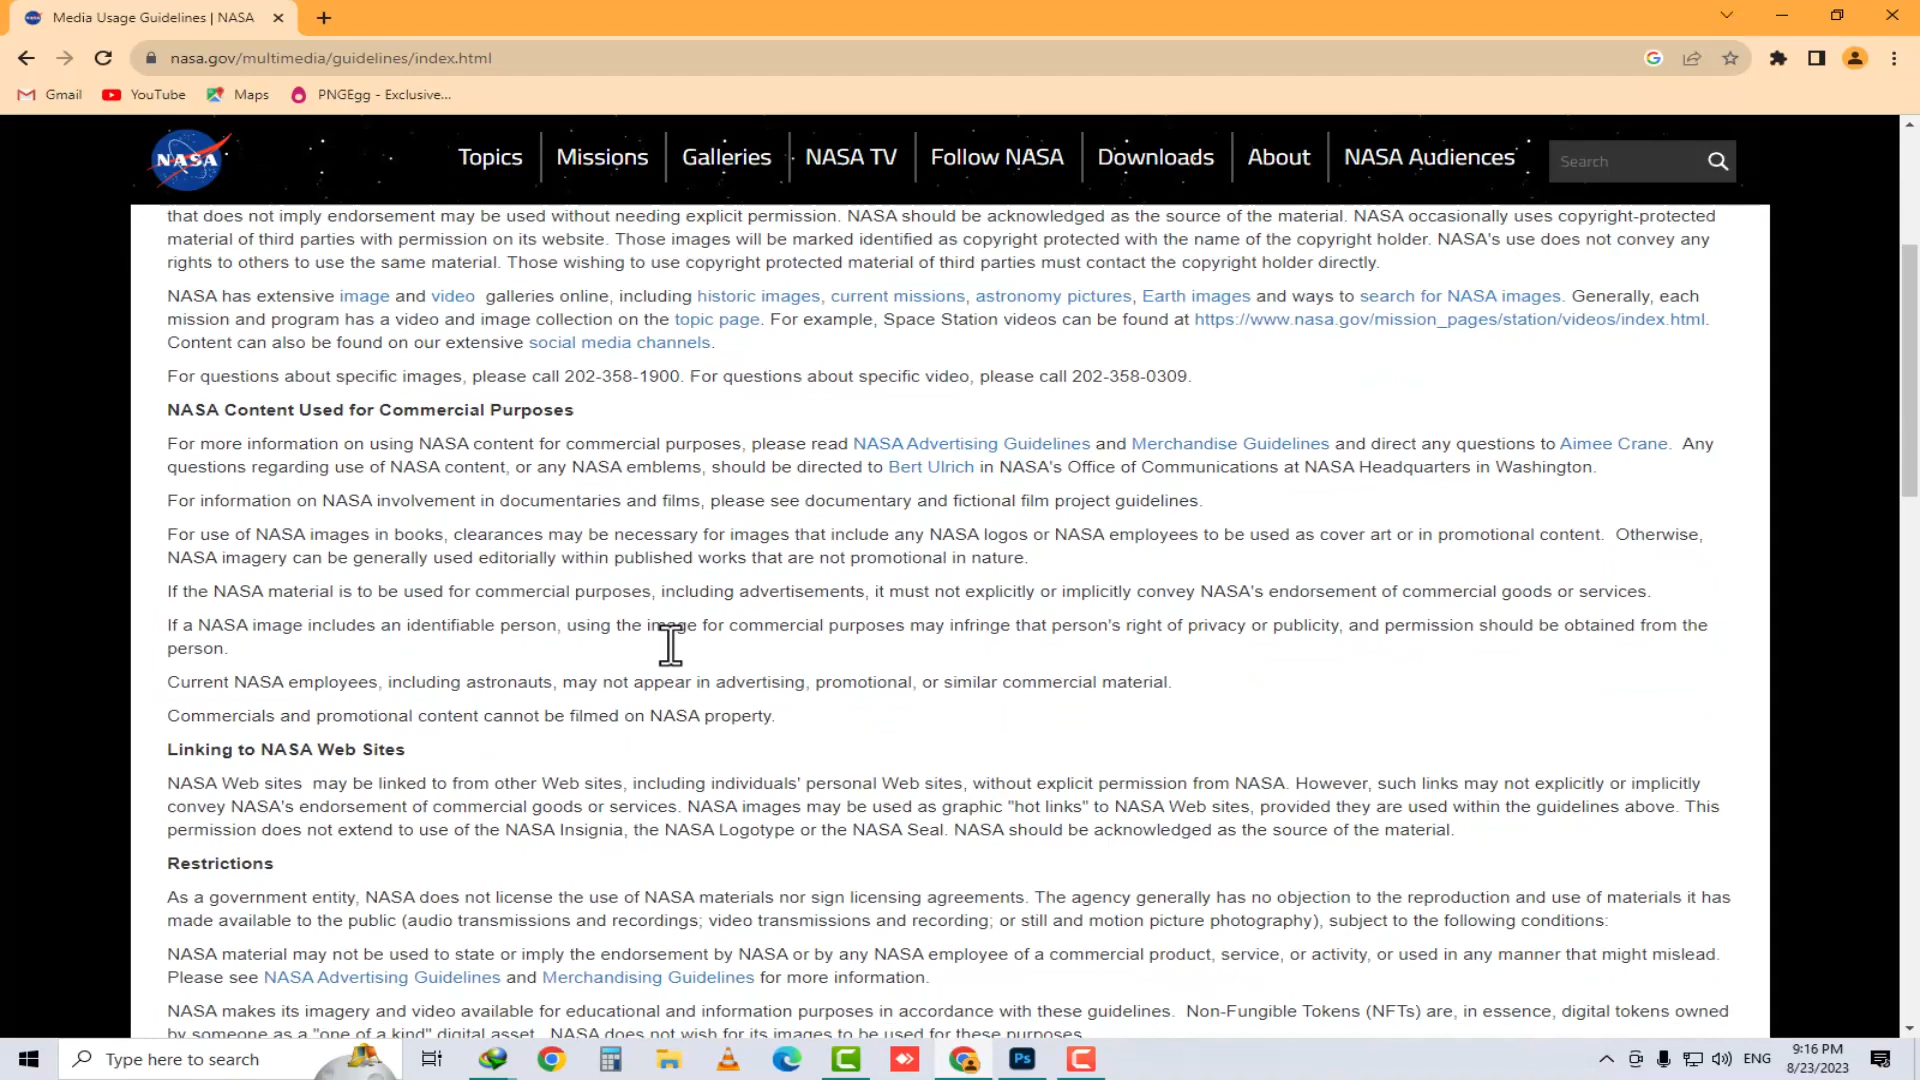 Media Usage Guidelines | NASA
nasa.gov/multimedia/guidelines/index.html
Gmail YouTube Maps PNGEgg - Exclusive...
NASA Topics Missions Galleries NASA TV Follow NASA Downloads About NASA Audiences Search
that does not imply endorsement may be used without needing explicit permission. NASA should be acknowledged as the source of the material. NASA occasionally uses copyright-protected
material of third parties with permission on its website. Those images will be marked identified as copyright protected with the name of the copyright holder. NASA's use does not convey any
rights to others to use the same material. Those wishing to use copyright protected material of third parties must contact the copyright holder directly.
NASA has extensive image and video galleries online, including historic images, current missions, astronomy pictures, Earth images and ways to search for NASA images. Generally, each
mission and program has a video and image collection on the topic page. For example, Space Station videos can be found at https://www.nasa.gov/mission_pages/station/videos/index.html.
Content can also be found on our extensive social media channels.
For questions about specific images, please call 202-358-1900. For questions about specific video, please call 202-358-0309.
NASA Content Used for Commercial Purposes
For more information on using NASA content for commercial purposes, please read NASA Advertising Guidelines and Merchandise Guidelines and direct any questions to Aimee Crane. Any
questions regarding use of NASA content, or any NASA emblems, should be directed to Bert Ulrich in NASA's Office of Communications at NASA Headquarters in Washington.
For information on NASA involvement in documentaries and films, please see documentary and fictional film project guidelines.
For use of NASA images in books, clearances may be necessary for images that include any NASA logos or NASA employees to be used as cover art or in promotional content. Otherwise,
NASA imagery can be generally used editorially within published works that are not promotional in nature.
If the NASA material is to be used for commercial purposes, including advertisements, it must not explicitly or implicitly convey NASA's endorsement of commercial goods or services.
If a NASA image includes an identifiable person, using the image for commercial purposes may infringe that person's right of privacy or publicity, and permission should be obtained from the
person.
Current NASA employees, including astronauts, may not appear in advertising, promotional, or similar commercial material.
Commercials and promotional content cannot be filmed on NASA property.
Linking to NASA Web Sites
NASA Web sites may be linked to from other Web sites, including individuals' personal Web sites, without explicit permission from NASA. However, such links may not explicitly or implicitly
convey NASA's endorsement of commercial goods or services. NASA images may be used as graphic "hot links" to NASA Web sites, provided they are used within the guidelines above. This
permission does not extend to use of the NASA Insignia, the NASA Logotype or the NASA Seal. NASA should be acknowledged as the source of the material.
Restrictions
As a government entity, NASA does not license the use of NASA materials nor sign licensing agreements. The agency generally has no objection to the reproduction and use of materials it has
made available to the public (audio transmissions and recordings; video transmissions and recording; or still and motion picture photography), subject to the following conditions:
NASA material may not be used to state or imply the endorsement by NASA or by any NASA employee of a commercial product, service, or activity, or used in any manner that might mislead.
Please see NASA Advertising Guidelines and Merchandising Guidelines for more information.
NASA makes its imagery and video available for educational and information purposes in accordance with these guidelines. Non-Fungible Tokens (NFTs) are, in essence, digital tokens owned
by someone as a "one of a kind" digital asset. NASA does not wish for its images to be used for these purposes.
Type here to search Ps ENG 9:16 PM
8/23/2023